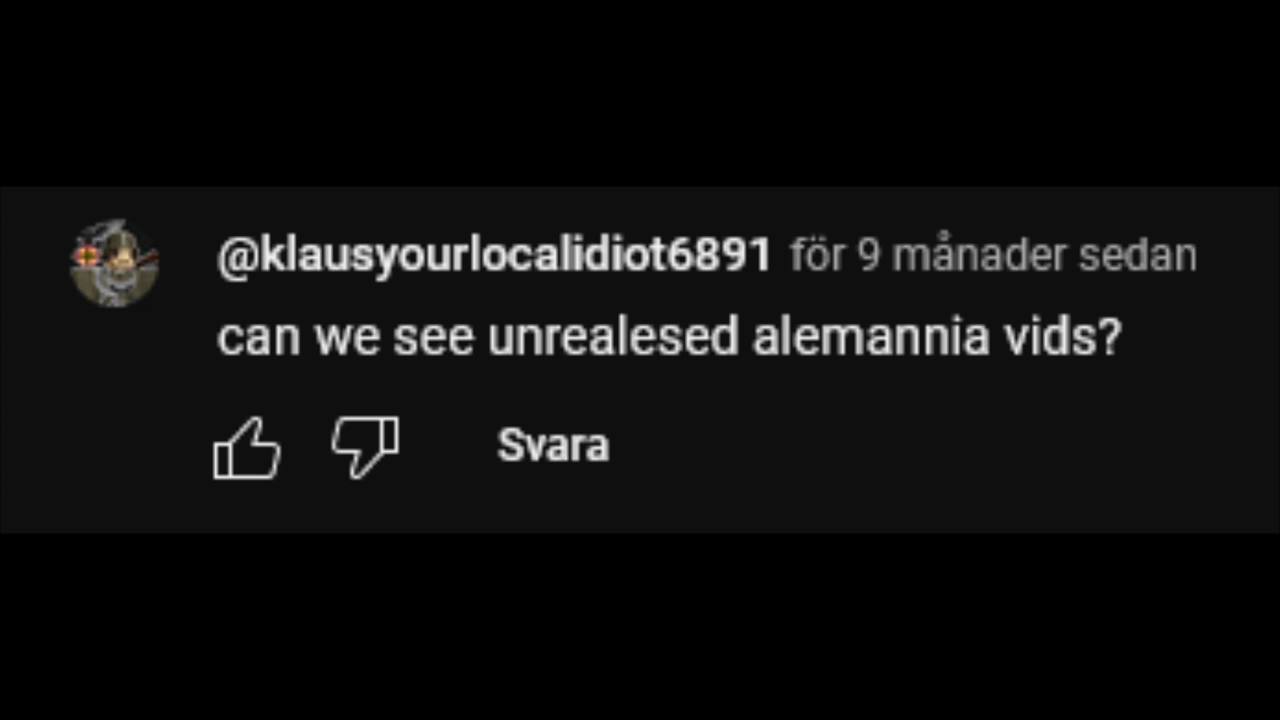 @klausyourlocalidiot6891 för 9 månader sedan
can we see unrealesed alemannia vids?
Svara